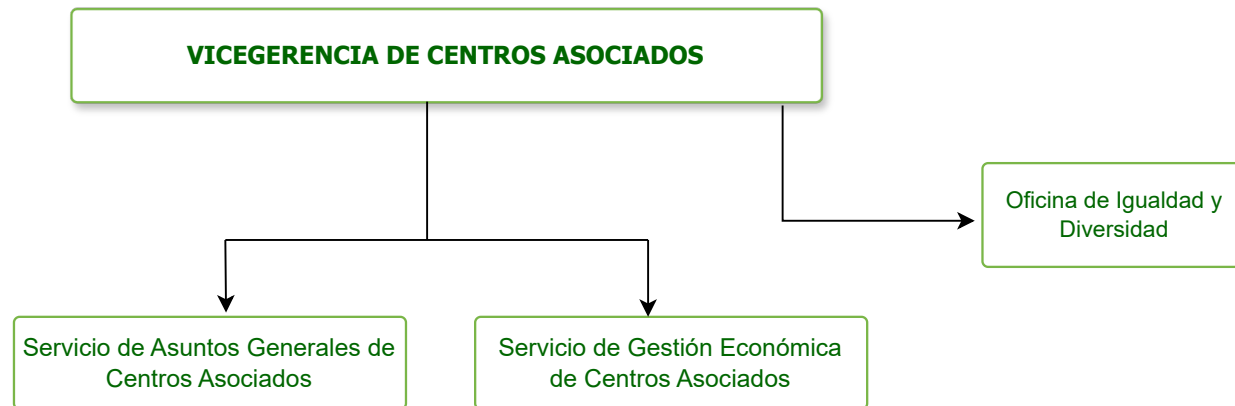 VICEGERENCIA DE CENTROS ASOCIADOS
Oficina de Igualdad y
Diversidad
Servicio de Asuntos Generales de
Centros Asociados
Servicio de Gestión Económica
de Centros Asociados